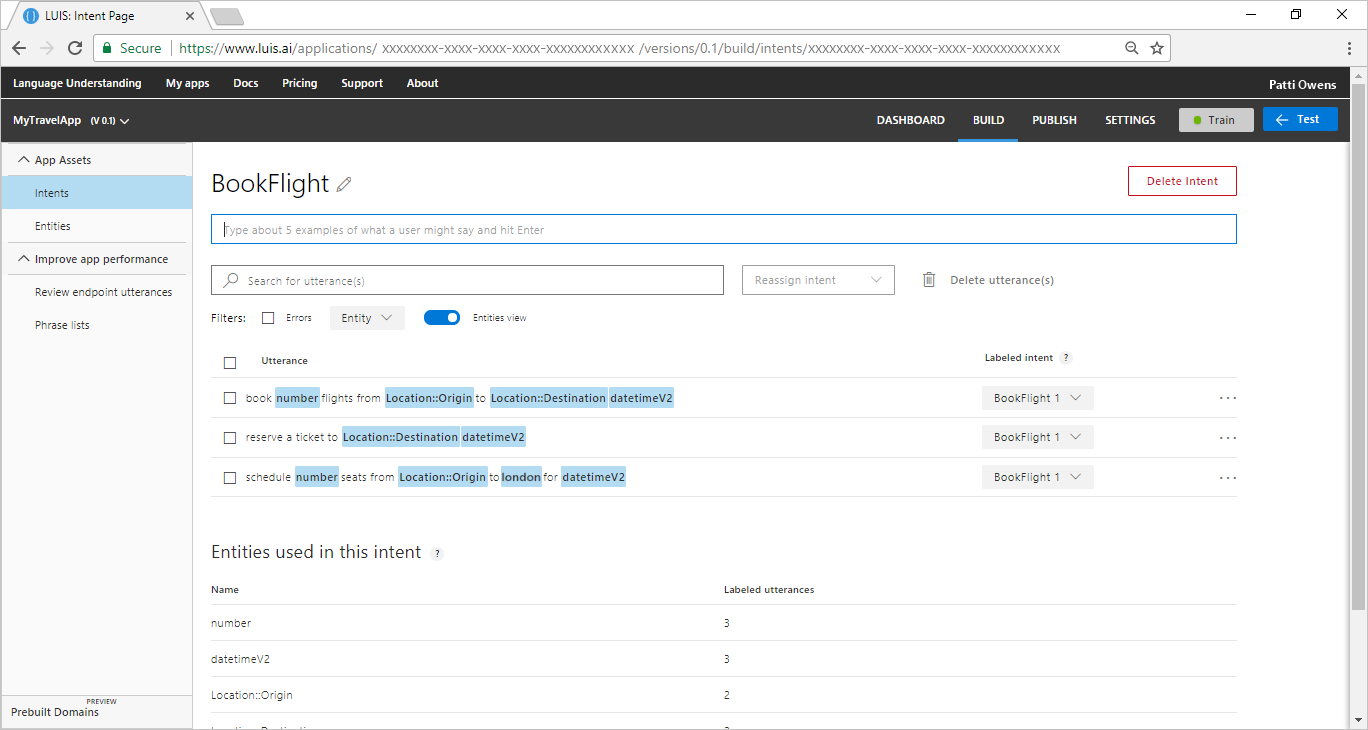 LUIS: Intent Page
Secure https://www.luis.ai/applications/ xxxxxxxx-xxxx-xxxx-xxxx-xxxxxxxxxxxx /versions/0.1/build/intents/xxxxxxxx-xxxx-xxxx-xxxx-xxxxxxxxxxxx
Language Understanding My apps Docs Pricing Support About Patti Owens
MyTravelApp (V 0.1) DASHBOARD BUILD PUBLISH SETTINGS Train Test
App Assets
Intents
Entities
Improve app performance
Review endpoint utterances
Phrase lists
PREVIEW
Prebuilt Domains
BookFlight Delete Intent
Type about 5 examples of what a user might say and hit Enter
Search for utterance(s) Reassign intent Delete utterance(s)
Filters: Errors Entity Entities view
Utterance Labeled intent ?
book number flights from Location::Origin to Location::Destination datetimeV2 BookFlight 1 ...
reserve a ticket to Location::Destination datetimeV2 BookFlight 1 ...
schedule number seats from Location::Origin to london for datetimeV2 BookFlight 1 ...
Entities used in this intent ?
Name Labeled utterances
number 3
datetimeV2 3
Location::Origin 2